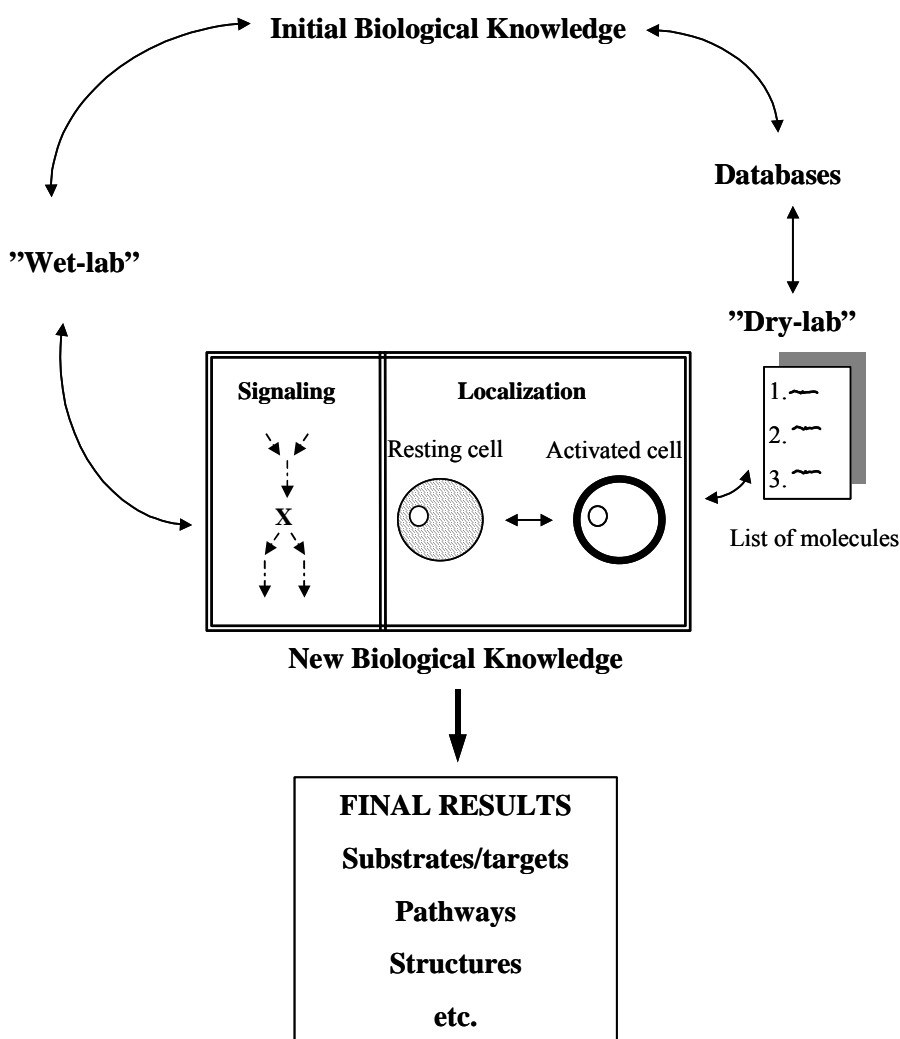 Initial Biological Knowledge
Databases
”Wet-lab”
”Dry-lab”
Signaling
Localization
Resting cell
Activated cell
X
1.
2.
3.
List of molecules
New Biological Knowledge
FINAL RESULTS
Substrates/targets
Pathways
Structures
etc.